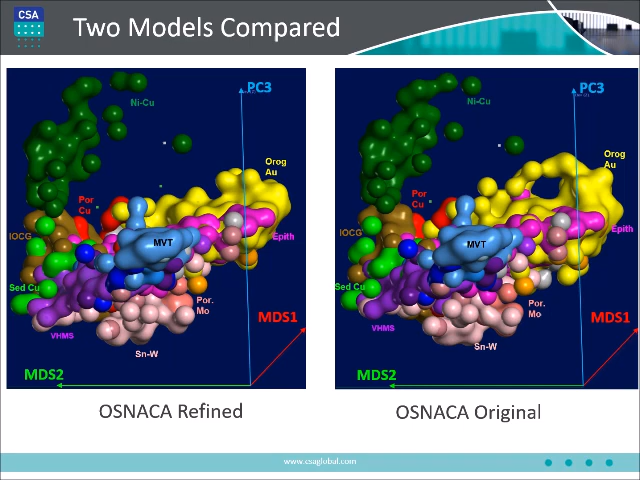 CSA
Two Models Compared
PC3
Ni-Cu
Orog
Au
Por
Cu
IOCG
Epith
MVT
Sed Cu
Por.
Mo
VHMS
MDS1
Sn-W
MDS2
OSNACA Refined
PC3
Ni-Cu
Orog
Au
Por
Cu
IOCG
Epith
MVT
Sed Cu
Por.
Mo
VHMS
MDS1
Sn-W
MDS2
OSNACA Original
www.csaglobal.com